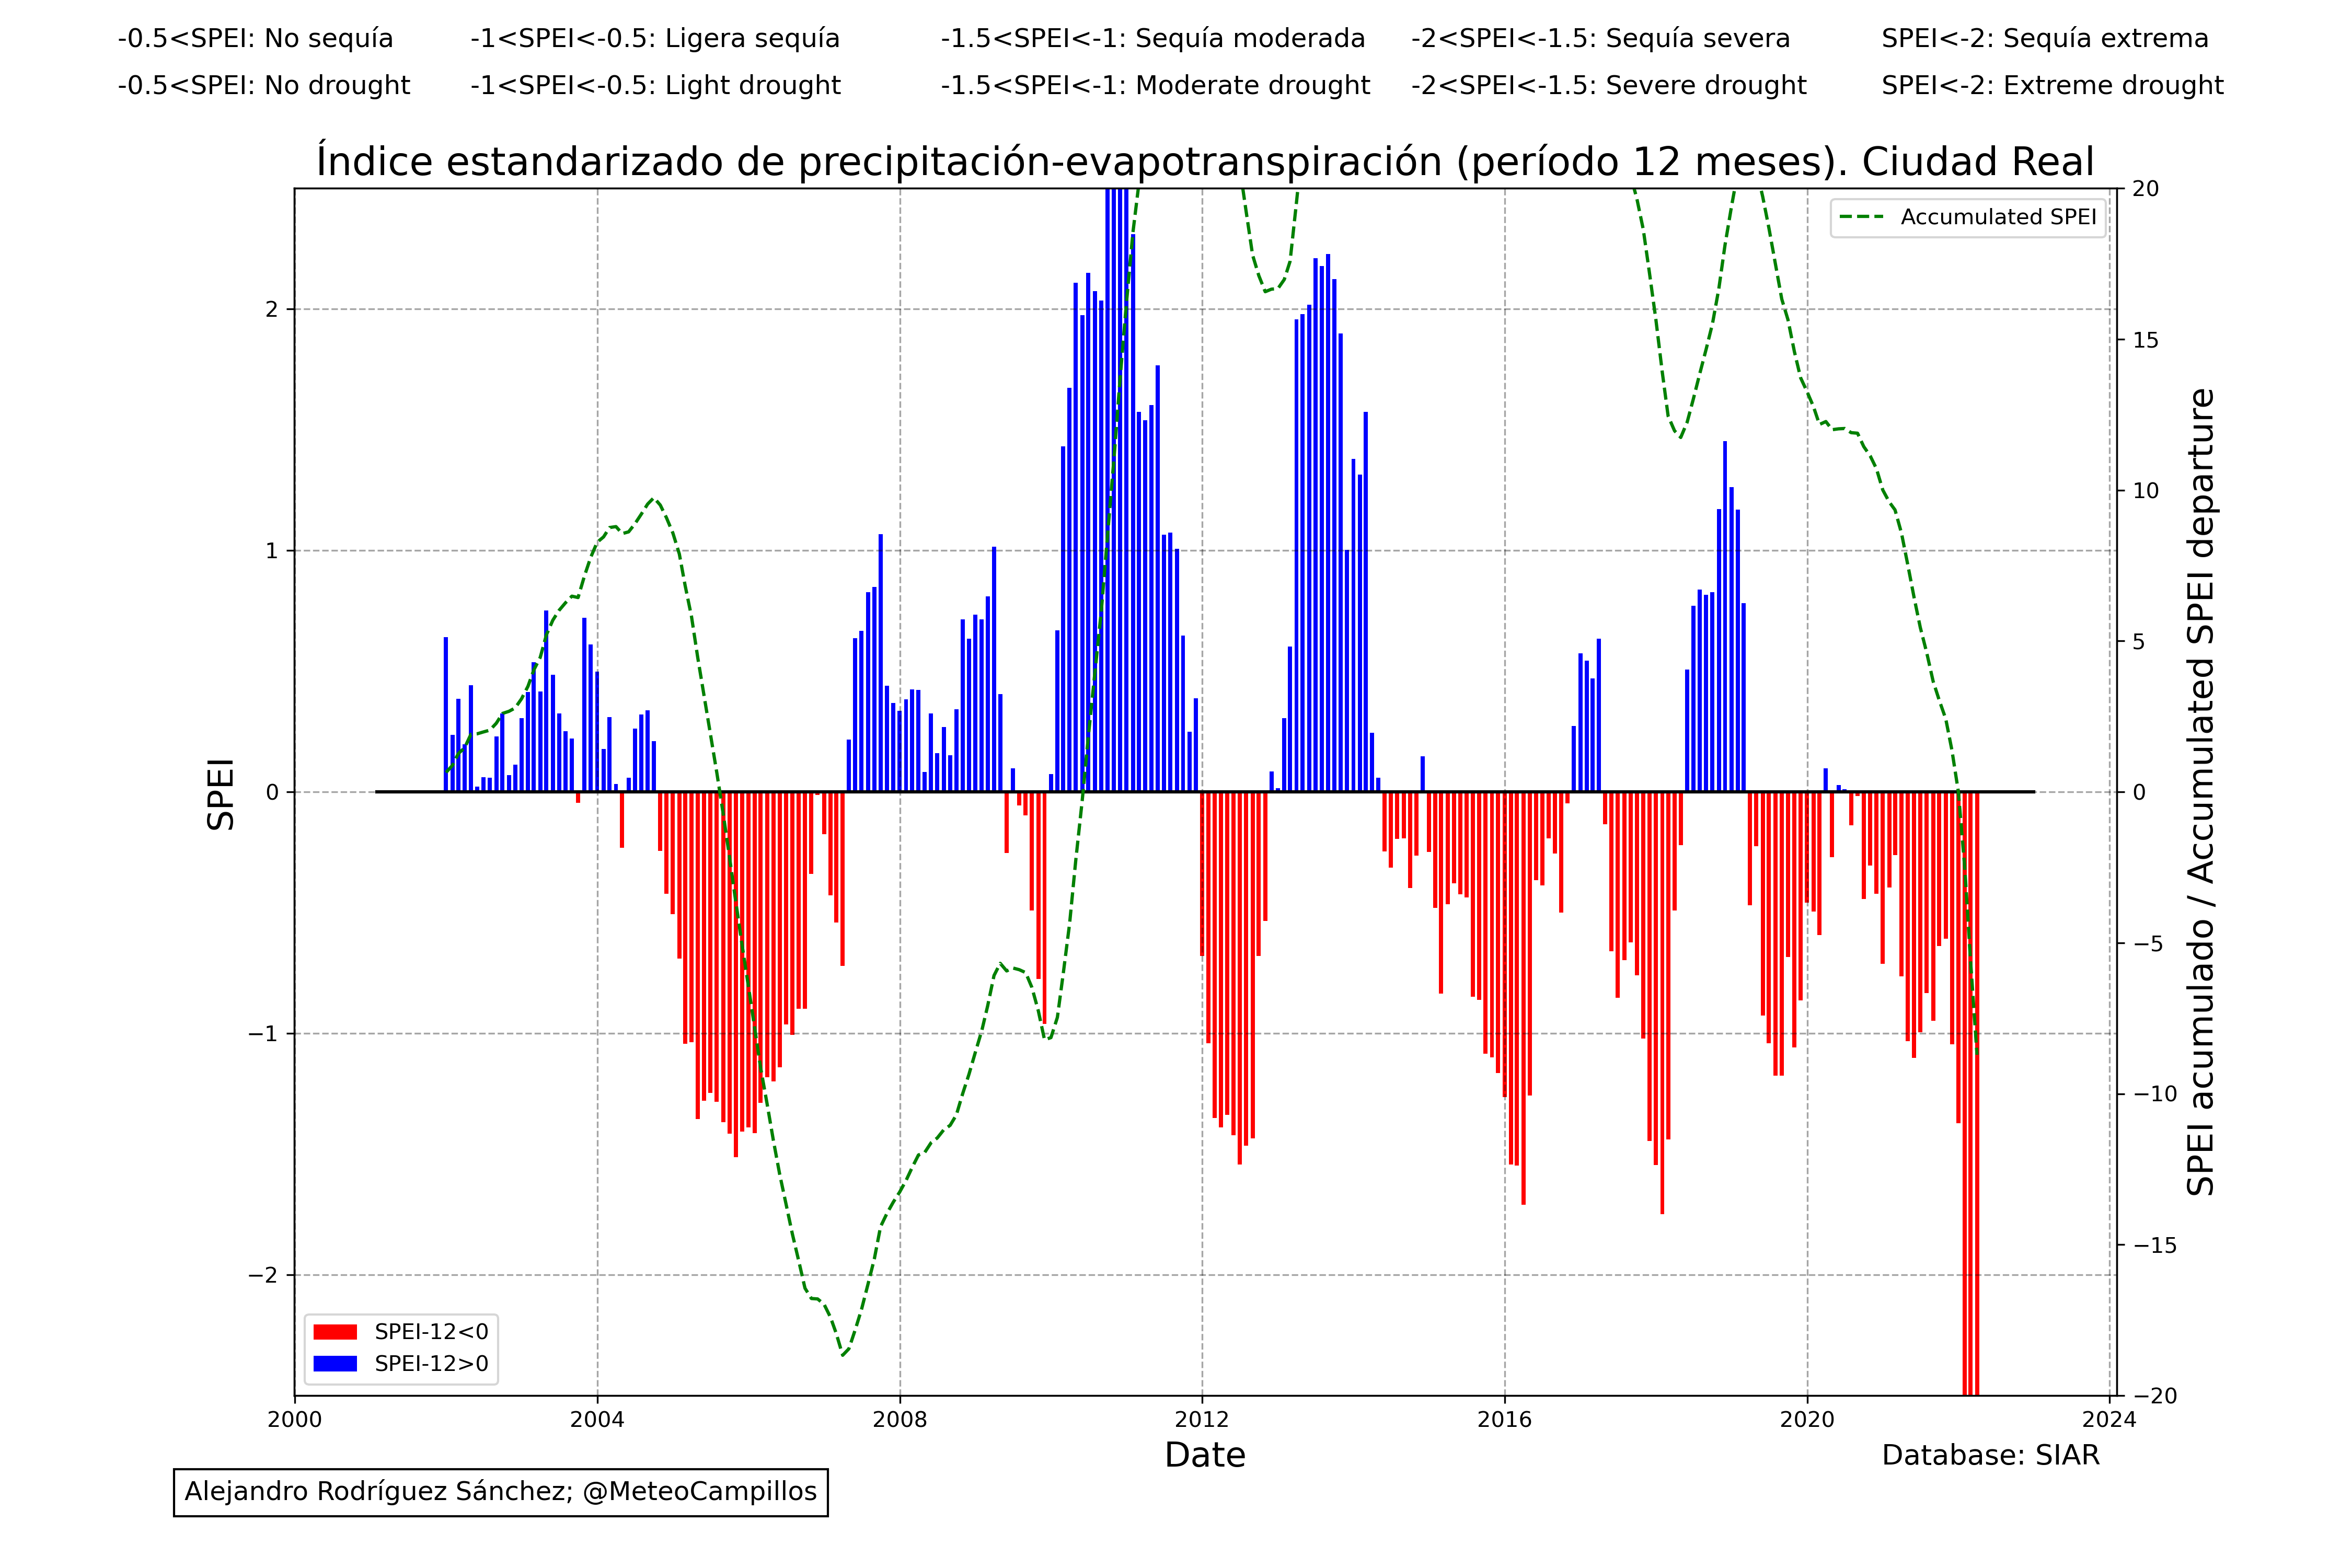 -0.5<SPEI: No sequía -1<SPEI<-0.5: Ligera sequía -1.5<SPEI<-1: Sequía moderada -2<SPEI<-1.5: Sequía severa SPEI<-2: Sequía extrema
-0.5<SPEI: No drought -1<SPEI<-0.5: Light drought -1.5<SPEI<-1: Moderate drought -2<SPEI<-1.5: Severe drought SPEI<-2: Extreme drought
Índice estandarizado de precipitación-evapotranspiración (período 12 meses). Ciudad Real
SPEI
2
1
0
−1
−2
Accumulated SPEI
20
15
10
5
0
−5
−10
−15
−20
SPEI acumulado / Accumulated SPEI departure
SPEI-12<0
SPEI-12>0
2000 2004 2008 2012 2016 2020 2024
Date
Database: SIAR
Alejandro Rodríguez Sánchez; @MeteoCampillos